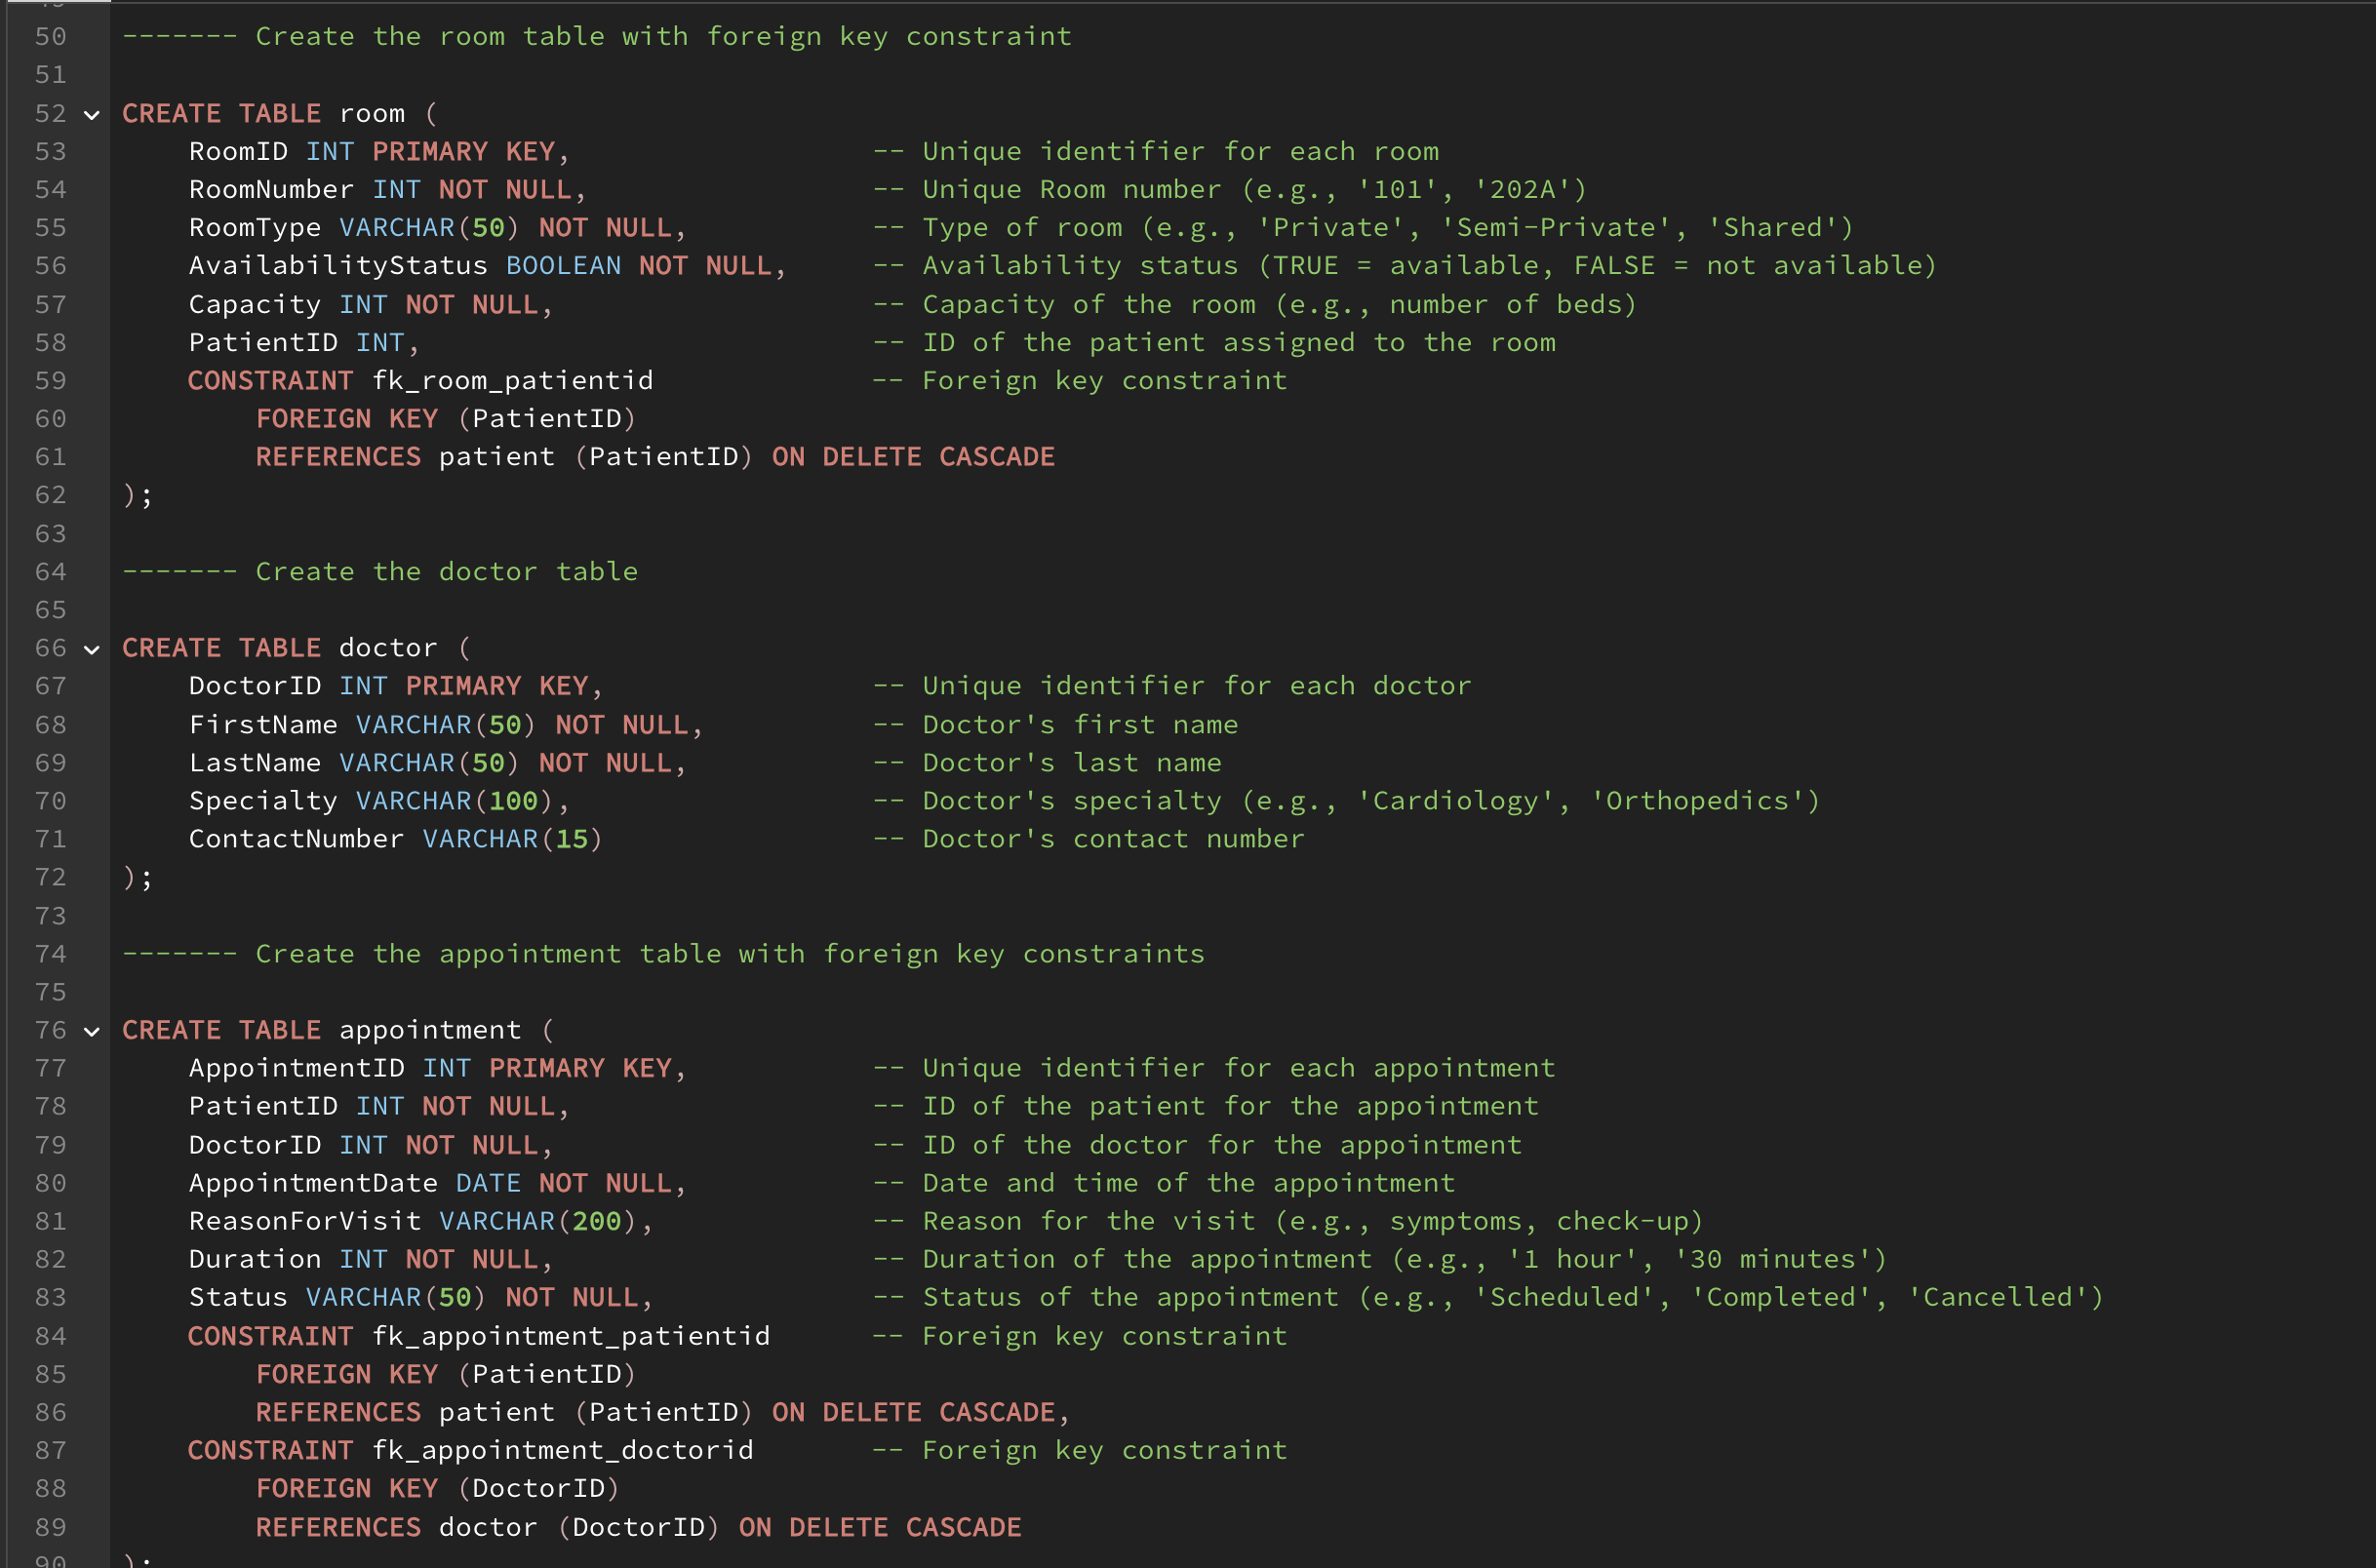 50 ------- Create the room table with foreign key constraint
51
52 CREATE TABLE room (
53     RoomID INT PRIMARY KEY,                  -- Unique identifier for each room
54     RoomNumber INT NOT NULL,                 -- Unique Room number (e.g., '101', '202A')
55     RoomType VARCHAR(50) NOT NULL,           -- Type of room (e.g., 'Private', 'Semi-Private', 'Shared')
56     AvailabilityStatus BOOLEAN NOT NULL,     -- Availability status (TRUE = available, FALSE = not available)
57     Capacity INT NOT NULL,                   -- Capacity of the room (e.g., number of beds)
58     PatientID INT,                           -- ID of the patient assigned to the room
59     CONSTRAINT fk_room_patientid             -- Foreign key constraint
60         FOREIGN KEY (PatientID)
61         REFERENCES patient (PatientID) ON DELETE CASCADE
62 );
63
64 ------- Create the doctor table
65
66 CREATE TABLE doctor (
67     DoctorID INT PRIMARY KEY,                -- Unique identifier for each doctor
68     FirstName VARCHAR(50) NOT NULL,          -- Doctor's first name
69     LastName VARCHAR(50) NOT NULL,           -- Doctor's last name
70     Specialty VARCHAR(100),                  -- Doctor's specialty (e.g., 'Cardiology', 'Orthopedics')
71     ContactNumber VARCHAR(15)                -- Doctor's contact number
72 );
73
74 ------- Create the appointment table with foreign key constraints
75
76 CREATE TABLE appointment (
77     AppointmentID INT PRIMARY KEY,           -- Unique identifier for each appointment
78     PatientID INT NOT NULL,                  -- ID of the patient for the appointment
79     DoctorID INT NOT NULL,                   -- ID of the doctor for the appointment
80     AppointmentDate DATE NOT NULL,           -- Date and time of the appointment
81     ReasonForVisit VARCHAR(200),             -- Reason for the visit (e.g., symptoms, check-up)
82     Duration INT NOT NULL,                   -- Duration of the appointment (e.g., '1 hour', '30 minutes')
83     Status VARCHAR(50) NOT NULL,             -- Status of the appointment (e.g., 'Scheduled', 'Completed', 'Cancelled')
84     CONSTRAINT fk_appointment_patientid      -- Foreign key constraint
85         FOREIGN KEY (PatientID)
86         REFERENCES patient (PatientID) ON DELETE CASCADE,
87     CONSTRAINT fk_appointment_doctorid       -- Foreign key constraint
88         FOREIGN KEY (DoctorID)
89         REFERENCES doctor (DoctorID) ON DELETE CASCADE
90 );